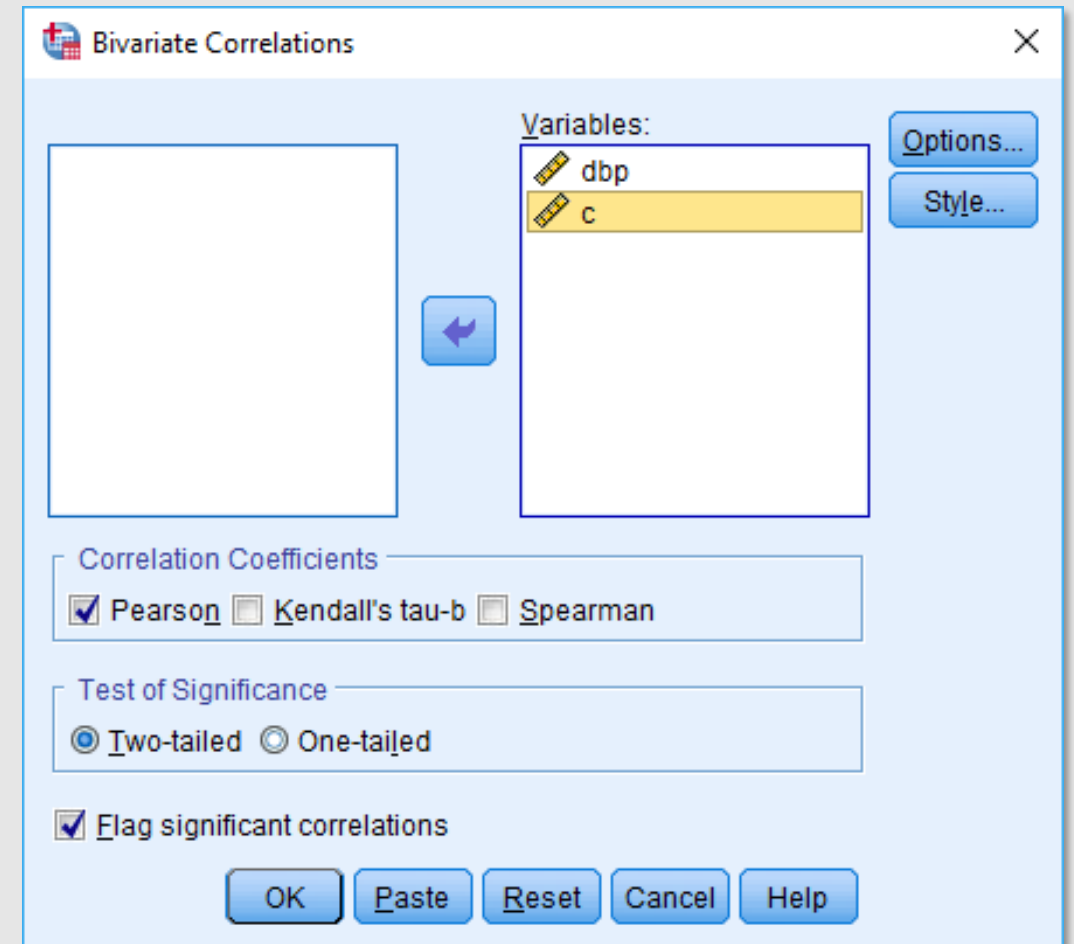 Bivariate Correlations
Variables:
Options...
dbp
Style...
c
Correlation Coefficients
Pearson Kendall's tau-b Spearman
Test of Significance
Two-tailed One-tailed
Flag significant correlations
OK Paste Reset Cancel Help